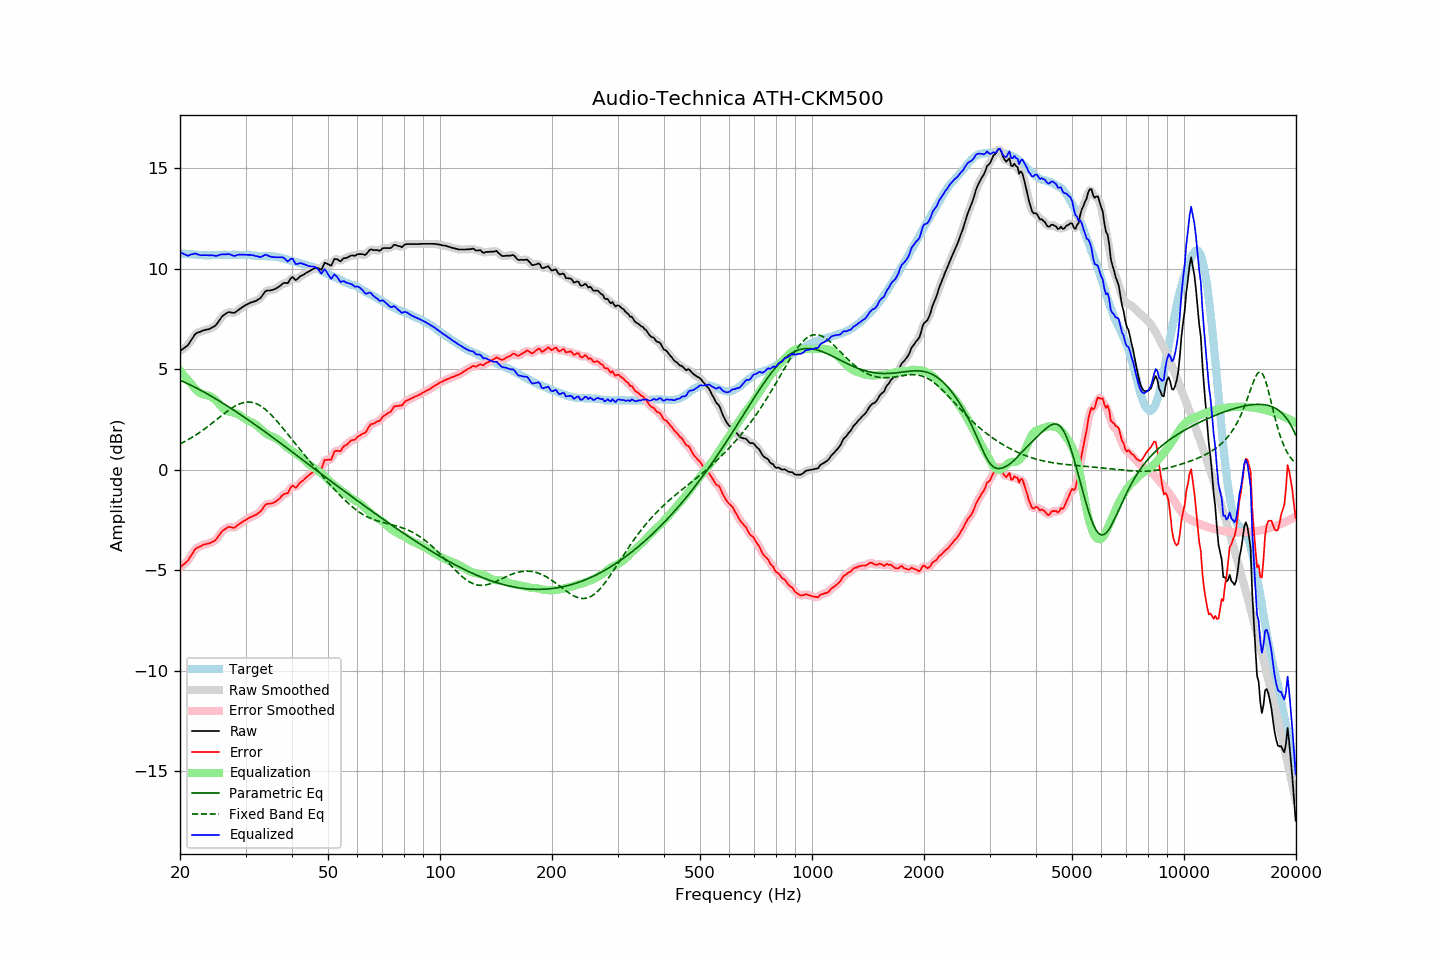 Audio-Technica ATH-CKM500
Amplitude (dBr)
15
10
5
0
−5
−10
−15
Target
Raw Smoothed
Error Smoothed
Raw
Error
Equalization
Parametric Eq
Fixed Band Eq
Equalized
20 50 100 200 500 1000 2000 5000 10000 20000
Frequency (Hz)